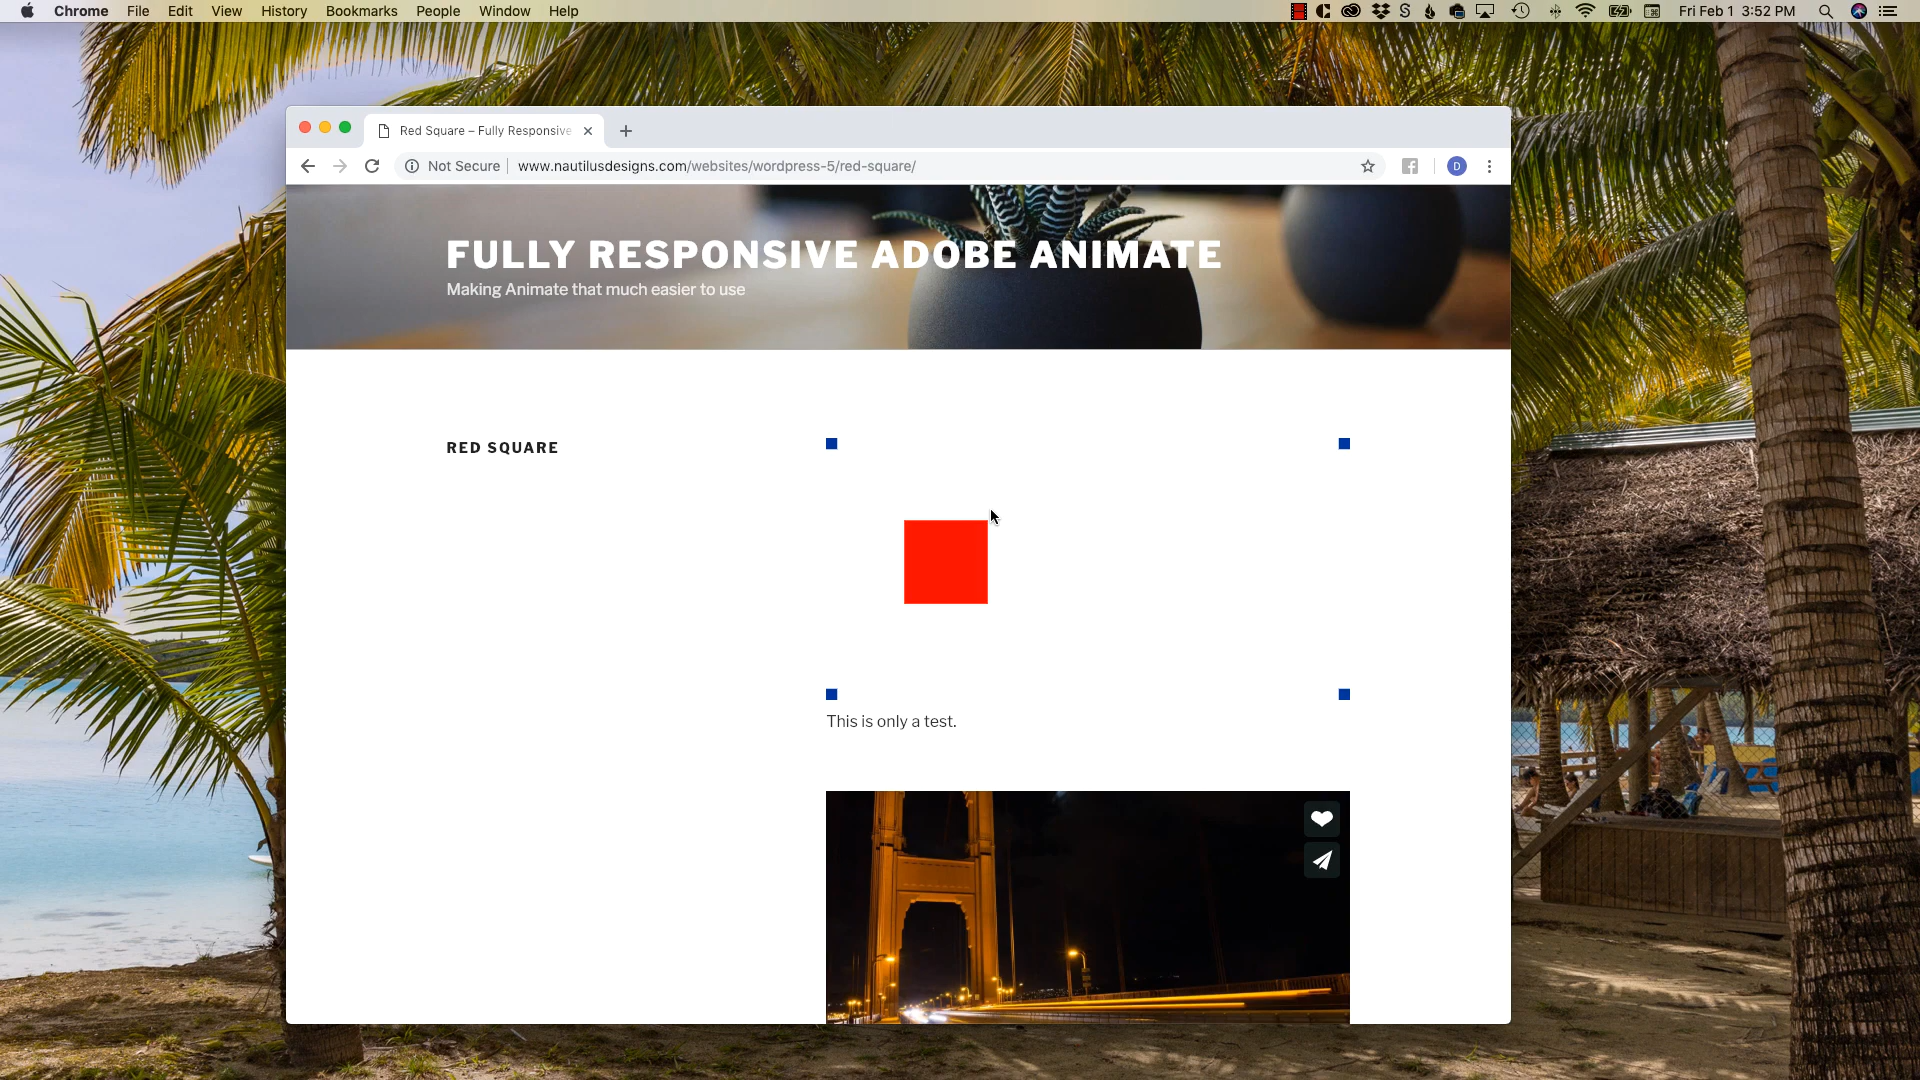 Chrome File Edit View History Bookmarks People Window Help
Fri Feb 1 3:52 PM
Red Square – Fully Responsive
Not Secure www.nautilusdesigns.com/websites/wordpress-5/red-square/
D
FULLY RESPONSIVE ADOBE ANIMATE
Making Animate that much easier to use
RED SQUARE
This is only a test.